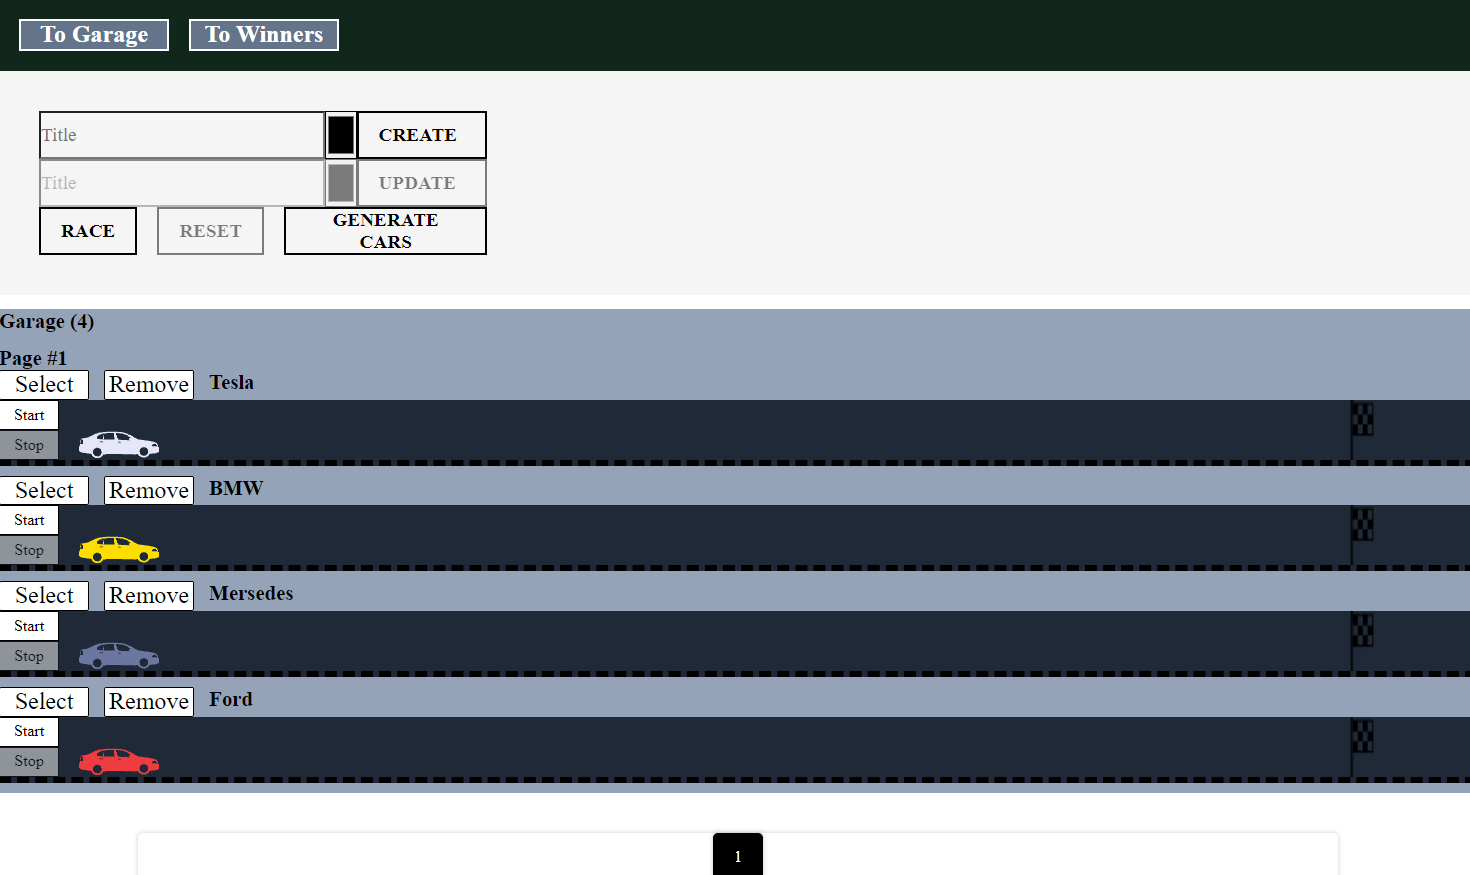 To Garage To Winners
Title CREATE
Title UPDATE
RACE RESET GENERATE
CARS
Garage (4)
Page #1
Select Remove Tesla
Start
Stop
Select Remove BMW
Start
Stop
Select Remove Mersedes
Start
Stop
Select Remove Ford
Start
Stop
1